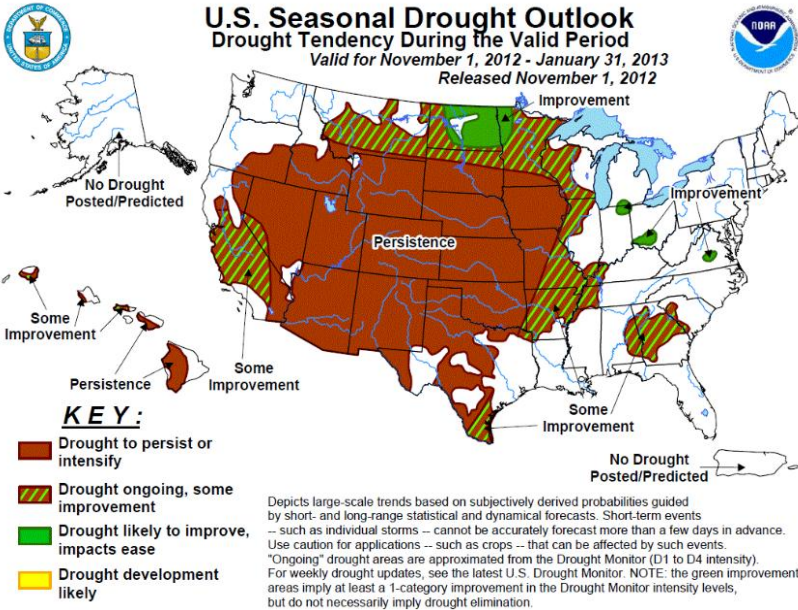 U.S. Seasonal Drought Outlook
Drought Tendency During the Valid Period
Valid for November 1, 2012 - January 31, 2013
Released November 1, 2012
DEPARTMENT OF COMMERCE
UNITED STATES OF AMERICA
NOAA
Improvement
No Drought
Posted/Predicted
Improvement
Persistence
Some
Improvement
Some
Improvement
Persistence
Some
Improvement
No Drought
Posted/Predicted
KEY:
Drought to persist or
intensify
Drought ongoing, some
improvement
Drought likely to improve,
impacts ease
Drought development
likely
Depicts large-scale trends based on subjectively derived probabilities guided
by short- and long-range statistical and dynamical forecasts. Short-term events
-- such as individual storms -- cannot be accurately forecast more than a few days in advance.
Use caution for applications -- such as crops -- that can be affected by such events.
"Ongoing" drought areas are approximated from the Drought Monitor (D1 to D4 intensity).
For weekly drought updates, see the latest U.S. Drought Monitor. NOTE: the green improvement
areas imply at least a 1-category improvement in the Drought Monitor intensity levels,
but do not necessarily imply drought elimination.